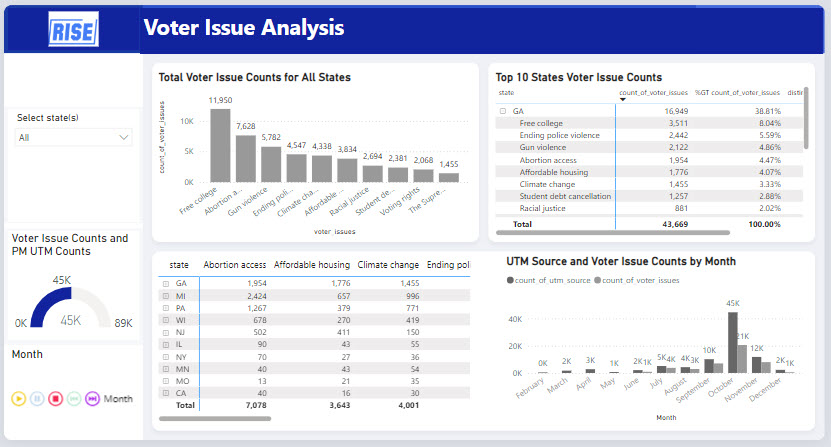 RISE
Voter Issue Analysis
Select state(s)
All
Voter Issue Counts and
PM UTM Counts
45K
0K
45K
89K
Month
Month
Total Voter Issue Counts for All States
count_of_voter_issues
10K
5K
0K
11,950
7,628
5,782
4,547
4,338
3,834
2,694
2,381
2,068
1,455
Free college
Abortion a...
Gun violence
Ending poli...
Climate cha...
Affordable ...
Racial justice
Student de...
Voting rights
The Supre...
voter_issues
Top 10 States Voter Issue Counts
state count_of_voter_issues %GT count_of_voter_issues distin
GA 16,949 38.81%
Free college 3,511 8.04%
Ending police violence 2,442 5.59%
Gun violence 2,122 4.86%
Abortion access 1,954 4.47%
Affordable housing 1,776 4.07%
Climate change 1,455 3.33%
Student debt cancellation 1,257 2.88%
Racial justice 881 2.02%
Total 43,669 100.00%
state Abortion access Affordable housing Climate change Ending poli
GA 1,954 1,776 1,455
MI 2,424 657 996
PA 1,267 379 771
WI 678 270 419
NJ 502 411 150
IL 90 43 55
NY 70 27 36
MN 40 43 54
MO 13 21 35
CA 40 16 30
Total 7,078 3,643 4,001
UTM Source and Voter Issue Counts by Month
count_of_utm_source count_of_voter_issues
40K
20K
0K
0K
2K
3K
1K
2K 1K
5K 4K
4K 3K
10K
45K
21K
12K
2K 1K
February
March
April
May
June
July
August
September
October
November
December
Month